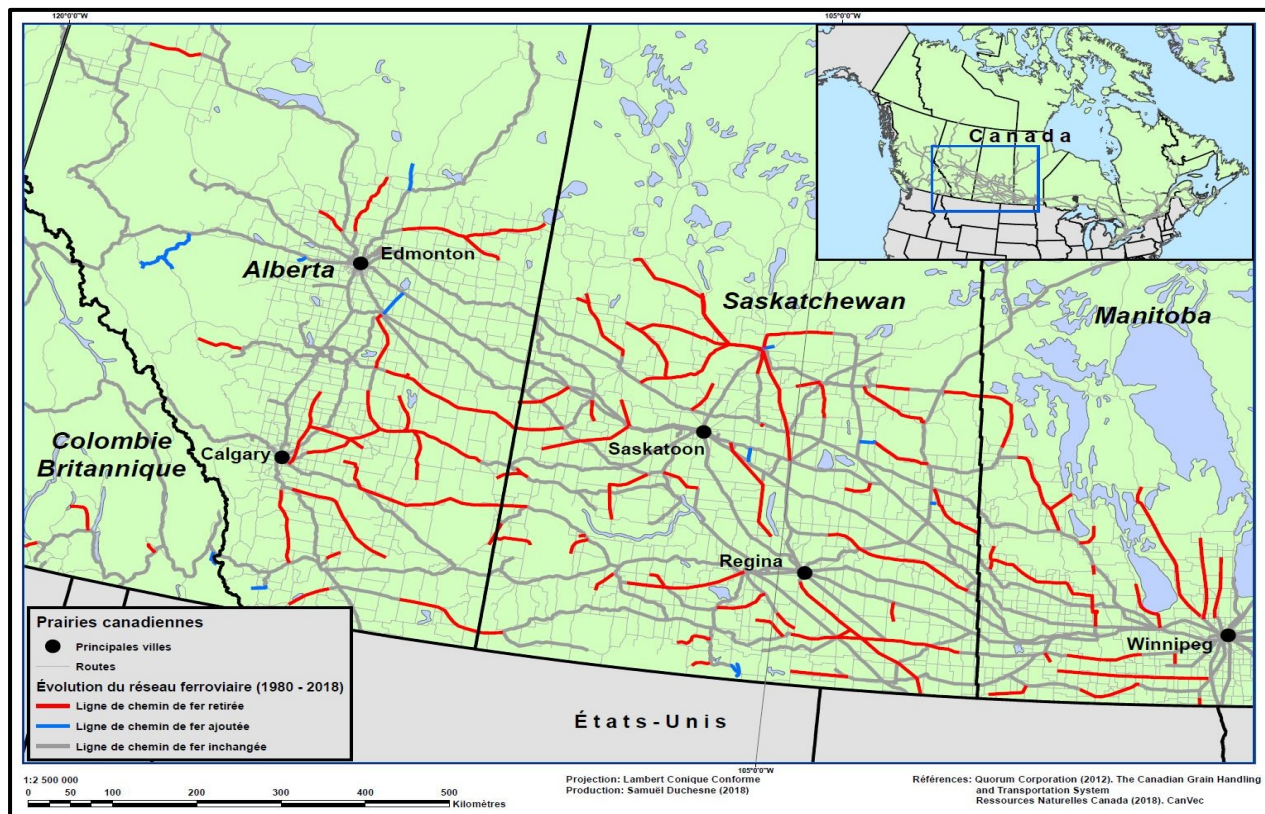 120°0'0"W
105°0'0"W
Canada
Alberta
Edmonton
Saskatchewan
Manitoba
Colombie
Britannique
Calgary
Saskatoon
Regina
Winnipeg
États-Unis
105°0'0"W
Prairies canadiennes
Principales villes
Routes
Évolution du réseau ferroviaire (1980 - 2018)
Ligne de chemin de fer retirée
Ligne de chemin de fer ajoutée
Ligne de chemin de fer inchangée
1:2 500 000
0 50 100 200 300 400 500
Kilomètres
Projection: Lambert Conique Conforme
Production: Samuël Duchesne (2018)
Références: Quorum Corporation (2012). The Canadian Grain Handling
and Transportation System
Ressources Naturelles Canada (2018). CanVec